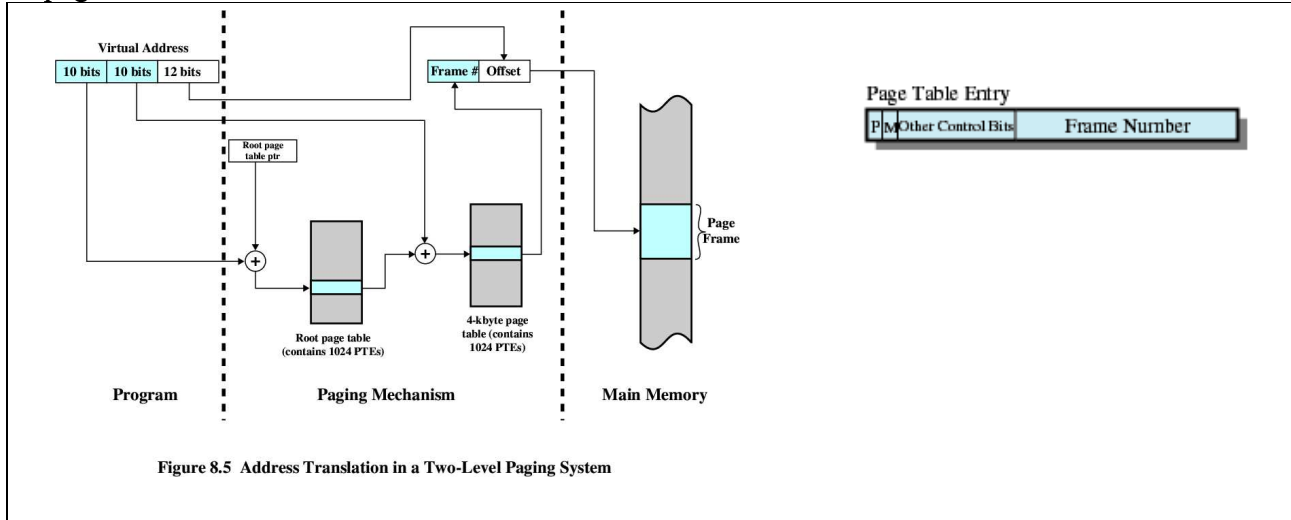 Virtual Address
10 bits 10 bits 12 bits
Frame # Offset
Root page
table ptr
+
+
Root page table
(contains 1024 PTEs)
4-kbyte page
table (contains
1024 PTEs)
Page
Frame
Program
Paging Mechanism
Main Memory
Figure 8.5 Address Translation in a Two-Level Paging System
Page Table Entry
P M Other Control Bits Frame Number